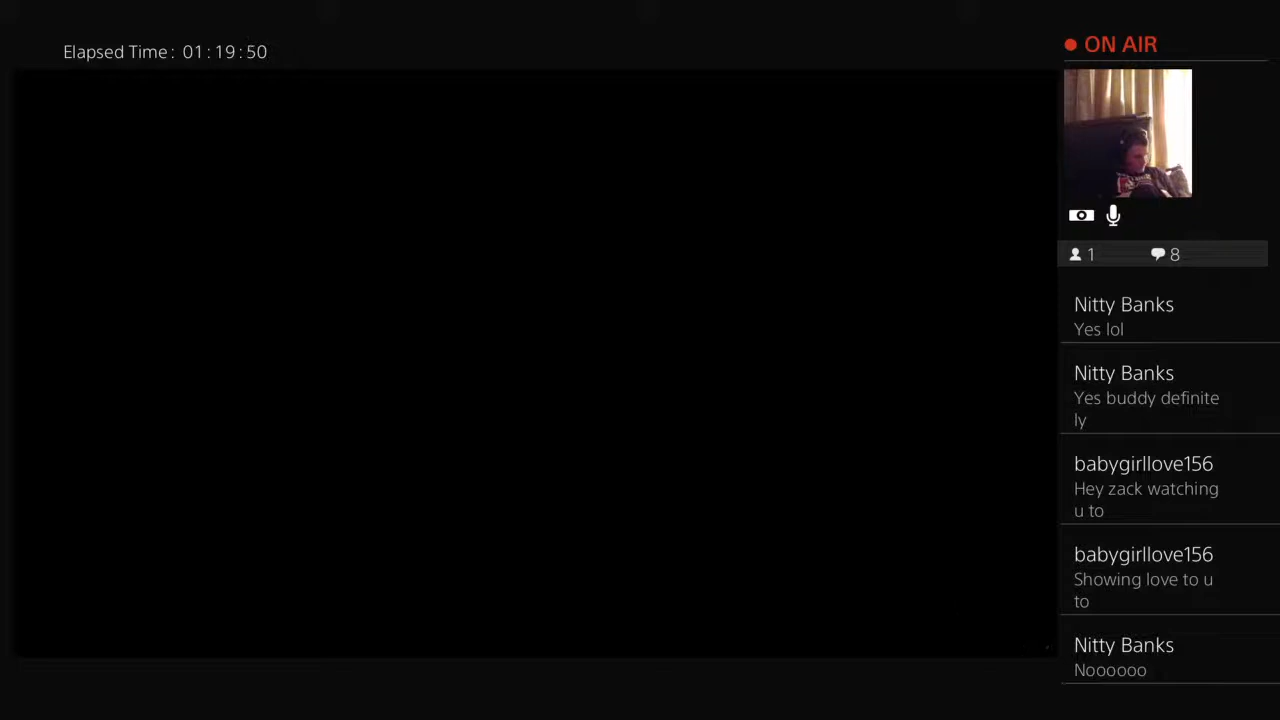 Elapsed Time: 01:19:50
ON AIR
1 8
Nitty Banks
Yes lol
Nitty Banks
Yes buddy definite
ly
babygirllove156
Hey zack watching
u to
babygirllove156
Showing love to u
to
Nitty Banks
Noooooo